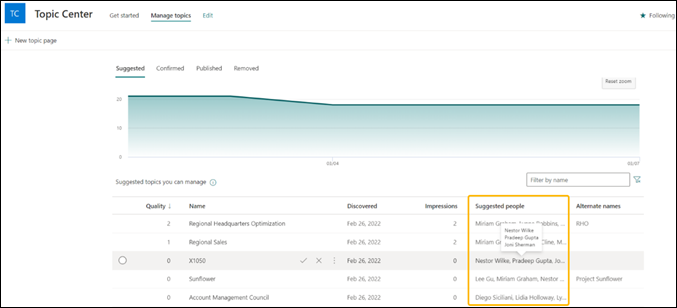 TC Topic Center Get started Manage topics Edit ★ Following
+ New topic page
Suggested Confirmed Published Removed
Reset zoom
20
10
0
03/04 03/07
Suggested topics you can manage
Filter by name
Quality ↓ Name Discovered Impressions Suggested people Alternate names
2 Regional Headquarters Optimization Feb 26, 2022 2 Miriam Graham, ... RHO
Nestor Wilke
Pradeep Gupta
Joni Sherman
1 Regional Sales Feb 26, 2022 2 Miriam M...
0 X1050 Feb 26, 2022 0 Nestor Wilke, Pradeep Gupta, Jo...
0 Sunflower Feb 26, 2022 0 Lee Gu, Miriam Graham, Nestor ... Project Sunflower
0 Account Management Council Feb 26, 2022 0 Diego Siciliani, Lidia Holloway, Ly...